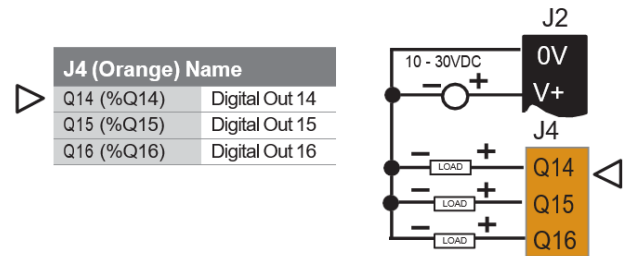 J4 (Orange) Name
Q14 (%Q14) Digital Out 14
Q15 (%Q15) Digital Out 15
Q16 (%Q16) Digital Out 16
J2
10 - 30VDC
0V
- +
V+
J4
- +
LOAD
Q14
- +
LOAD
Q15
- +
LOAD
Q16